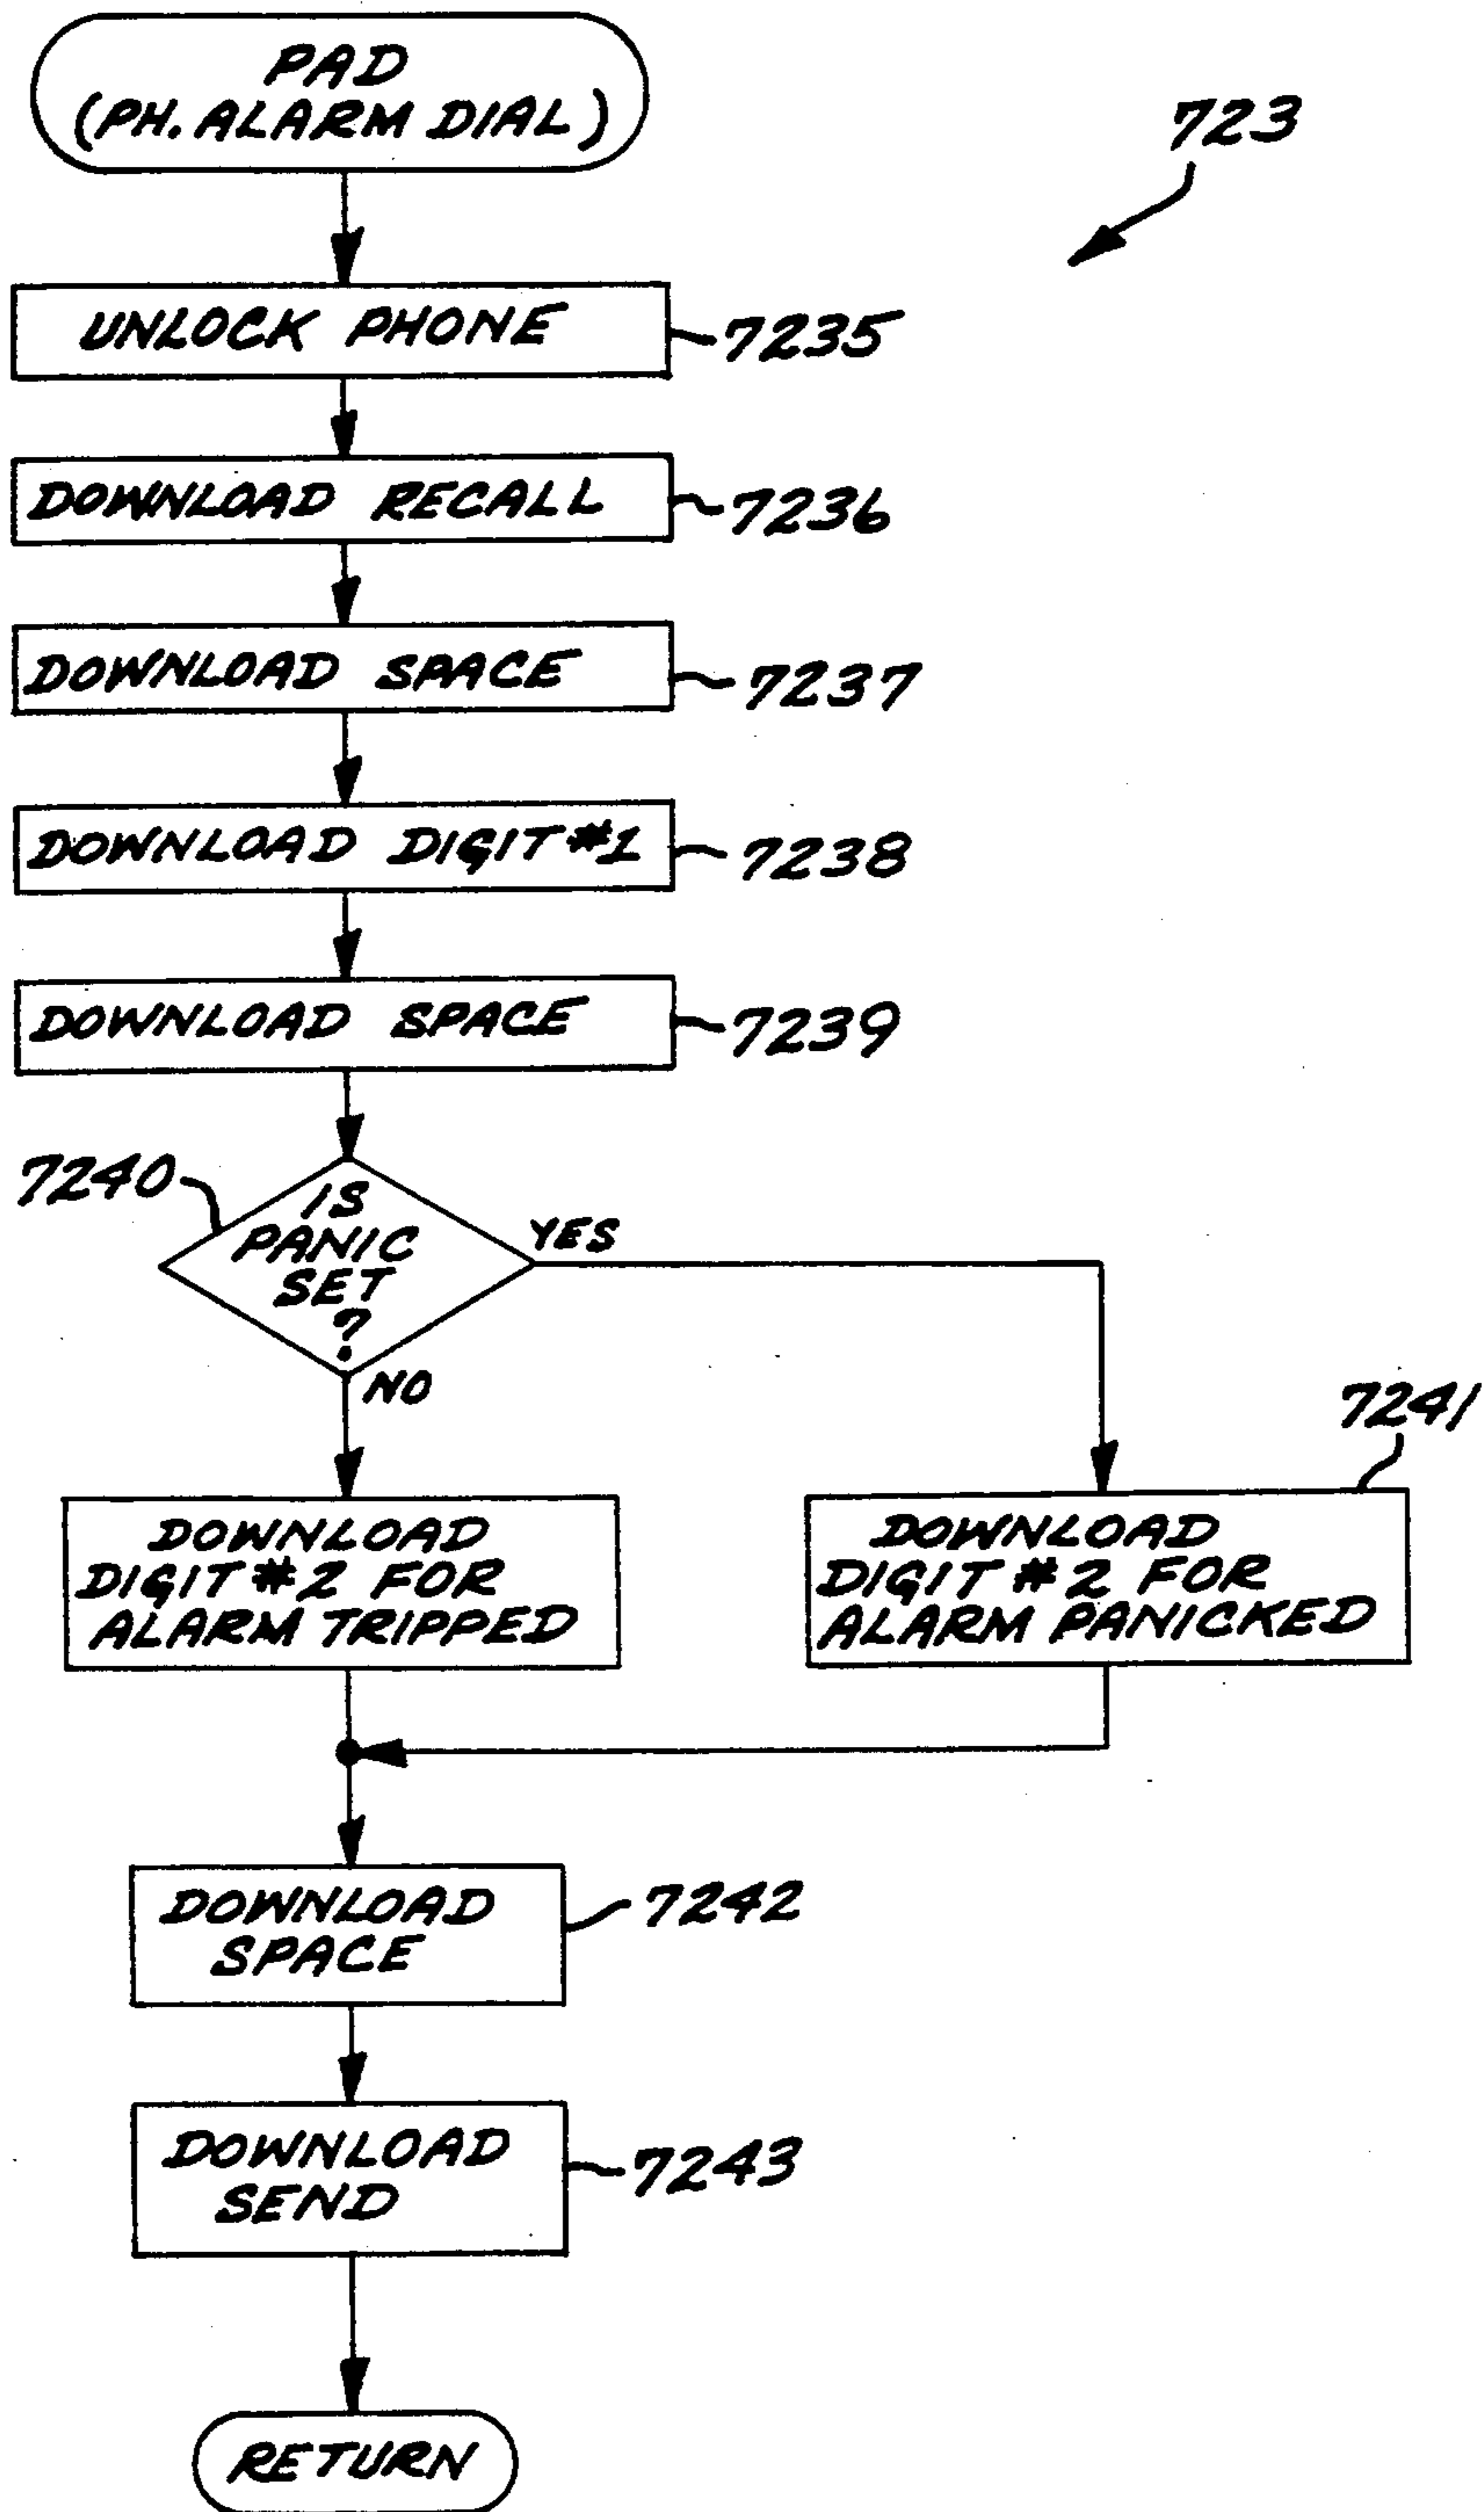 PAD
(PH. ALARM DIAL)
723
UNLOCK PHONE
7235
DOWNLOAD RECALL
7236
DOWNLOAD SPACE
7237
DOWNLOAD DIGIT #1
7238
DOWNLOAD SPACE
7239
7240
IS
PANIC
SET
?
YES
NO
7241
DOWNLOAD
DIGIT #2 FOR
ALARM TRIPPED
DOWNLOAD
DIGIT #2 FOR
ALARM PANICKED
DOWNLOAD
SPACE
7242
DOWNLOAD
SEND
7243
RETURN